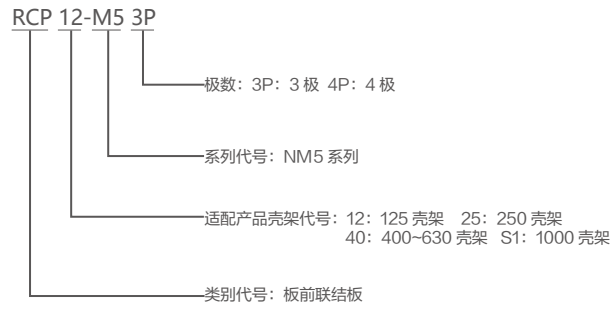 RCP 12-M5 3P
极数：3P：3 极 4P：4 极
系列代号：NM5 系列
适配产品壳架代号：12：125 壳架 25：250 壳架
40：400~630 壳架 S1：1000 壳架
类别代号：板前联结板